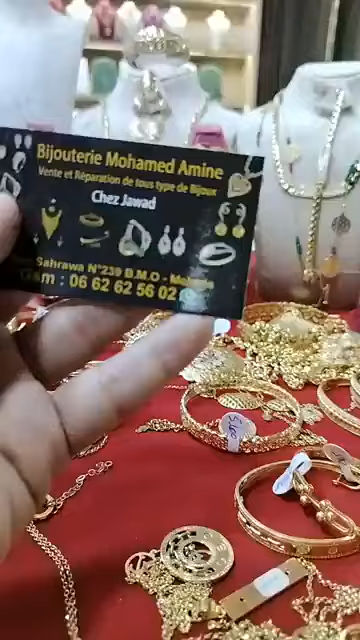 Bijouterie Mohamed Amine
Vente et Réparation de tous type de Bijoux
Chez Jawad
Sahrawa N°239 B.M.O -
Gsm : 06 62 62 56 02